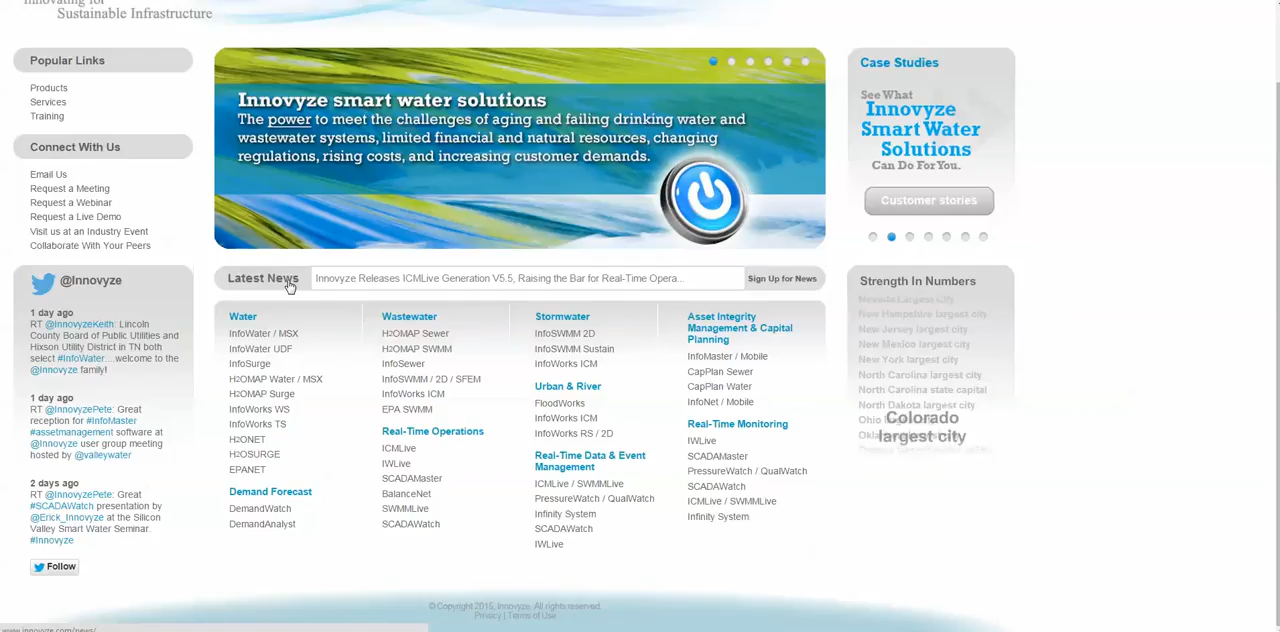 Innovating for
Sustainable Infrastructure
Popular Links
Products
Services
Training
Connect With Us
Email Us
Request a Meeting
Request a Webinar
Request a Live Demo
Visit us at an Industry Event
Collaborate With Your Peers
@Innovyze
1 day ago
RT @InnovyzeKeith: Lincoln
County Board of Public Utilities and
Hixson Utility District in TN both
select #InfoWater....welcome to the
@Innovyze family!
1 day ago
RT @InnovyzePete: Great
reception for #InfoMaster
#assetmanagement software at
@Innovyze user group meeting
hosted by @valleywater
2 days ago
RT @InnovyzePete: Great
#SCADAWatch presentation by
@Erick_Innovyze at the Silicon
Valley Smart Water Seminar.
#Innovyze
Follow
Innovyze smart water solutions
The power to meet the challenges of aging and failing drinking water and
wastewater systems, limited financial and natural resources, changing
regulations, rising costs, and increasing customer demands.
Latest News
Innovyze Releases ICMLive Generation V5.5, Raising the Bar for Real-Time Opera...
Sign Up for News
Water
InfoWater / MSX
InfoWater UDF
InfoSurge
H2OMAP Water / MSX
H2OMAP Surge
InfoWorks WS
InfoWorks TS
H2ONET
H2OSURGE
EPANET
Demand Forecast
DemandWatch
DemandAnalyst
Wastewater
H2OMAP Sewer
H2OMAP SWMM
InfoSewer
InfoSWMM / 2D / SFEM
InfoWorks ICM
EPA SWMM
Real-Time Operations
ICMLive
IWLive
SCADAMaster
BalanceNet
SWMMLive
SCADAWatch
Stormwater
InfoSWMM 2D
InfoSWMM Sustain
InfoWorks ICM
Urban & River
FloodWorks
InfoWorks ICM
InfoWorks RS / 2D
Real-Time Data & Event
Management
ICMLive / SWMMLive
PressureWatch / QualWatch
Infinity System
SCADAWatch
IWLive
Asset Integrity
Management & Capital
Planning
InfoMaster / Mobile
CapPlan Sewer
CapPlan Water
InfoNet / Mobile
Real-Time Monitoring
IWLive
SCADAMaster
PressureWatch / QualWatch
SCADAWatch
ICMLive / SWMMLive
Infinity System
Case Studies
See What
Innovyze
Smart Water
Solutions
Can Do For You.
Customer stories
Strength In Numbers
Nevada Largest City
New Hampshire largest city
New Jersey largest city
New Mexico largest city
New York largest city
North Carolina largest city
North Carolina state capital
North Dakota largest city
Ohio
Colorado
largest city
© Copyright 2015, Innovyze. All rights reserved.
Privacy | Terms of Use
www.innovyze.com/news/